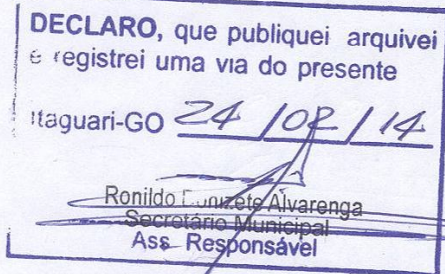 DECLARO, que publiquei arquivei
e registrei uma via do presente
Itaguari-GO 24 / 02 / 14
Ronildo Donizete Alvarenga
Secretário Municipal
Ass Responsável